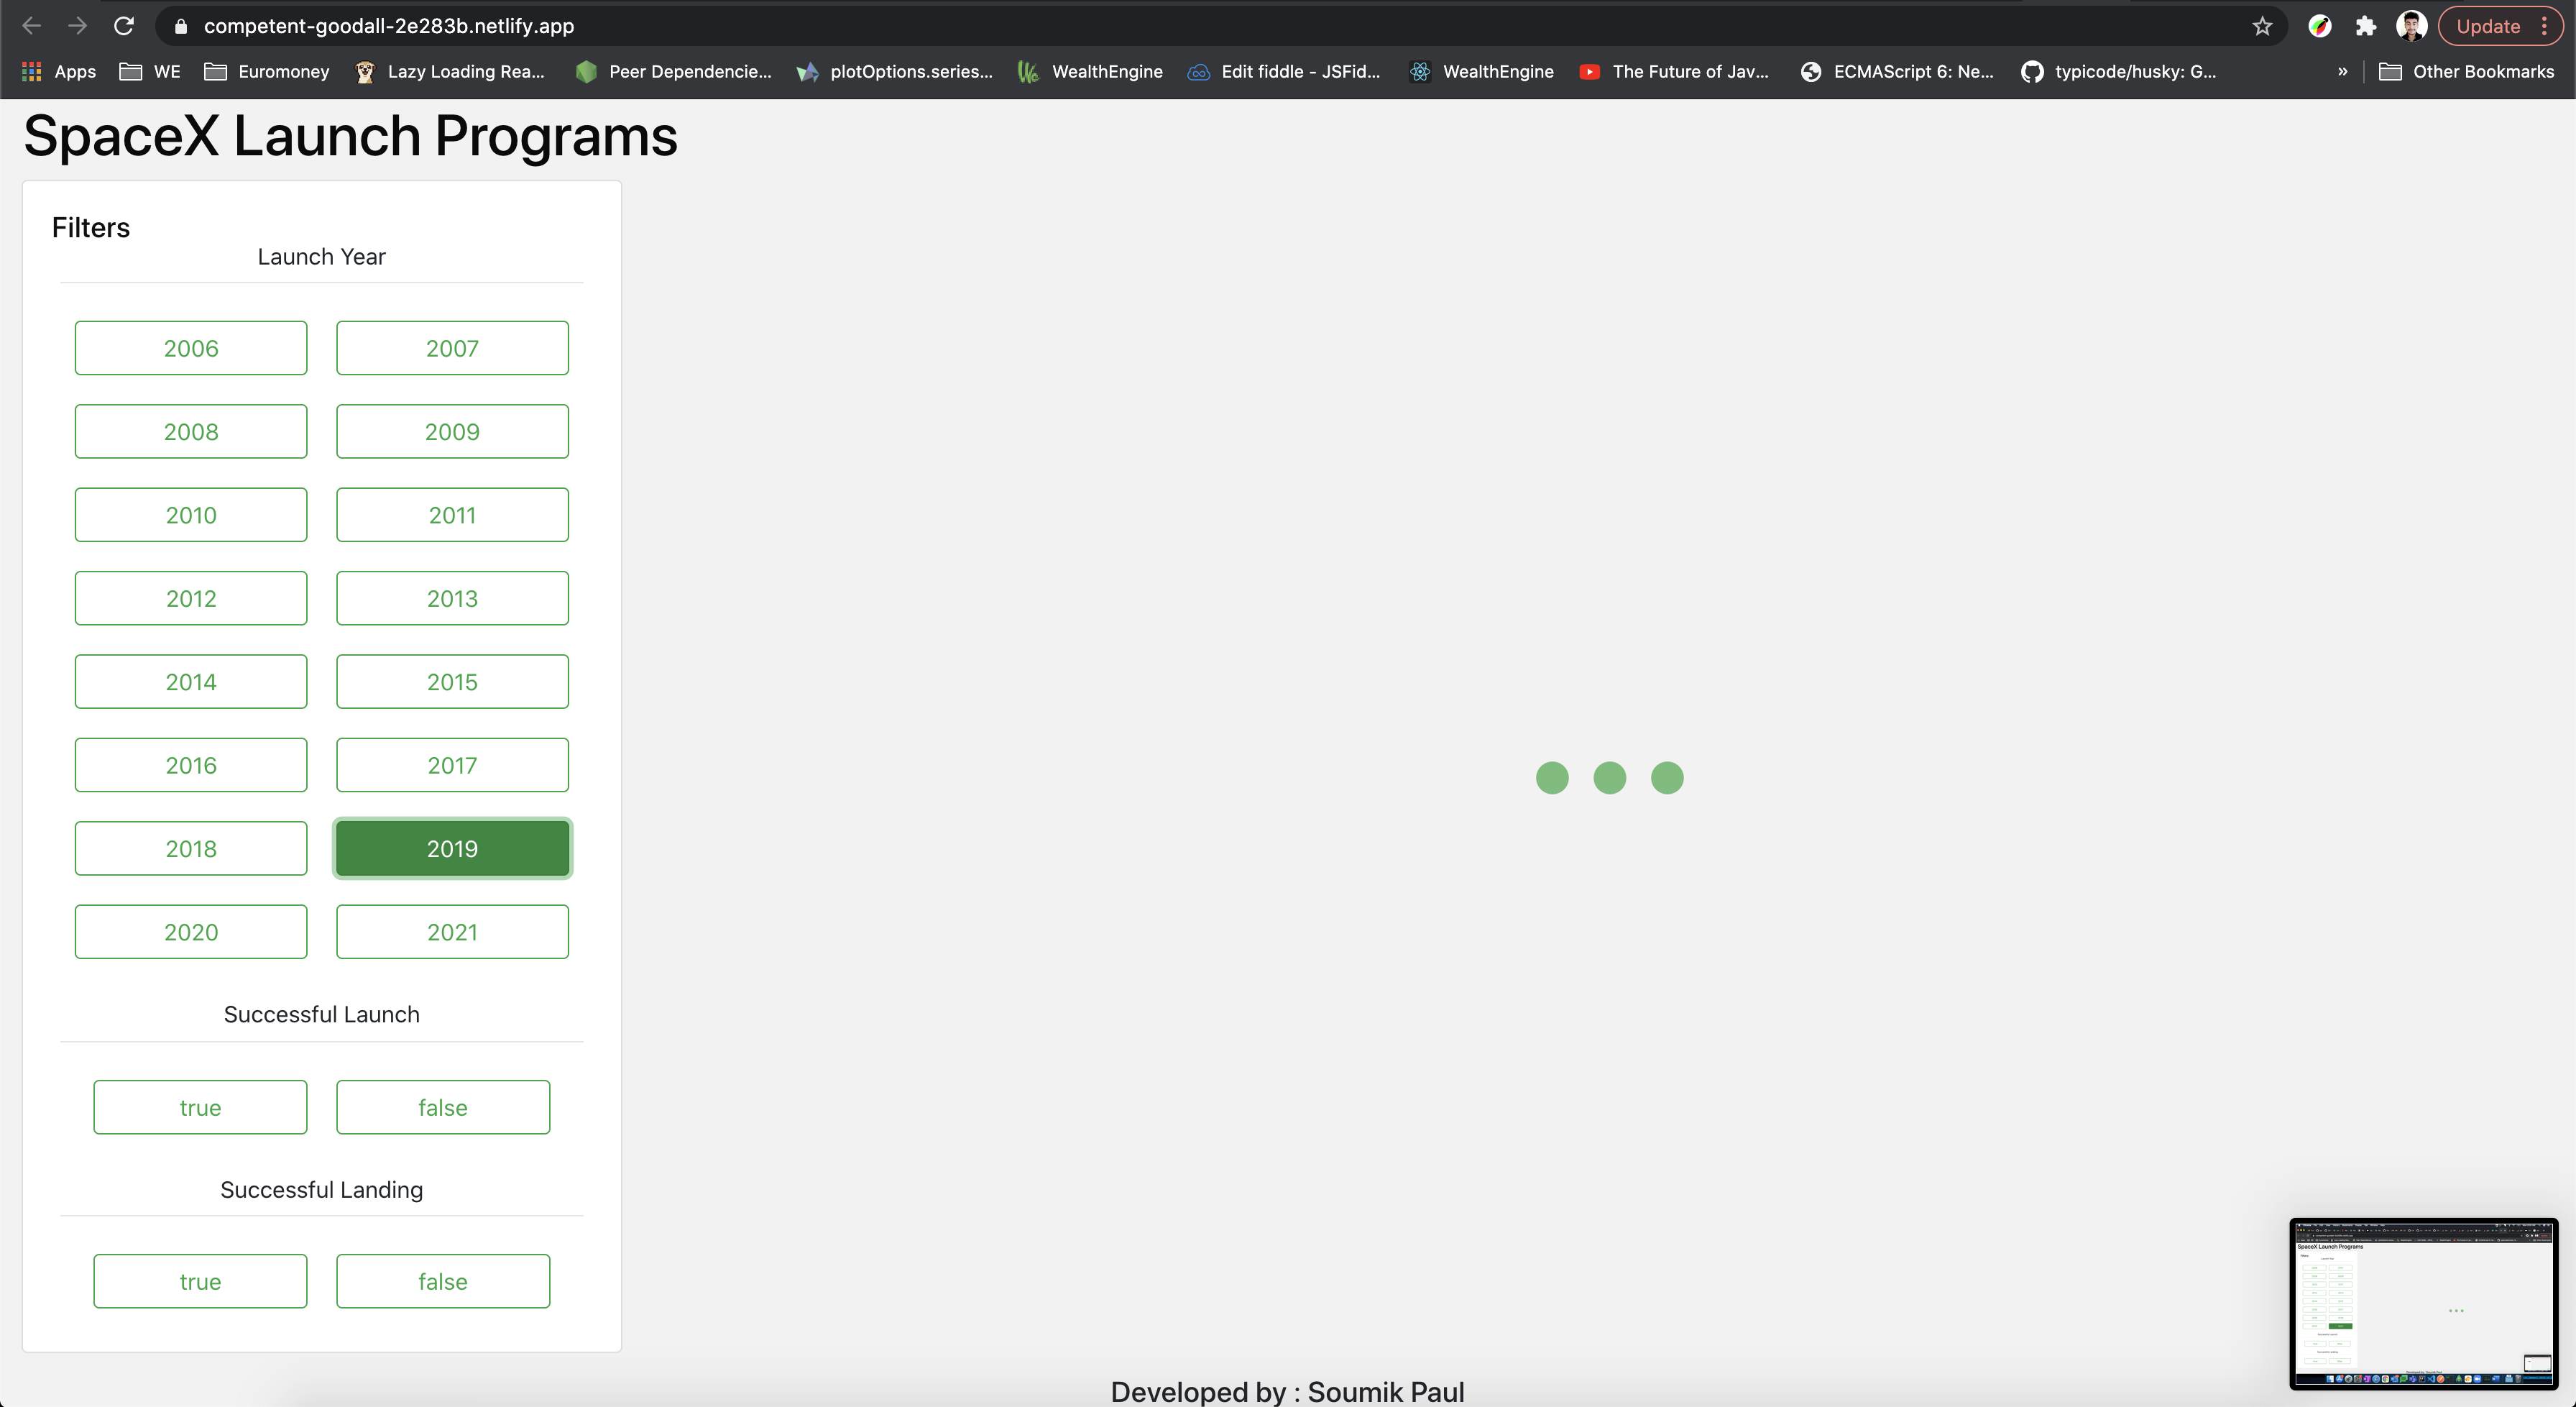 competent-goodall-2e283b.netlify.app
Update
Apps WE Euromoney Lazy Loading Rea... Peer Dependencie... plotOptions.series... WealthEngine Edit fiddle - JSFid... WealthEngine The Future of Jav... ECMAScript 6: Ne... typicode/husky: G... » Other Bookmarks
SpaceX Launch Programs
Filters
Launch Year
2006 2007
2008 2009
2010 2011
2012 2013
2014 2015
2016 2017
2018 2019
2020 2021
Successful Launch
true false
Successful Landing
true false
SpaceX Launch Programs
Developed by : Soumik Paul